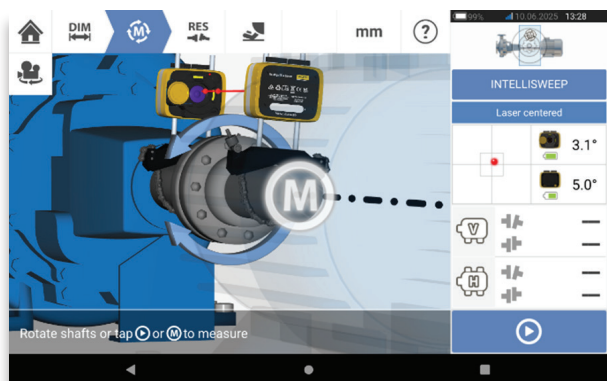 DIM
M
RES
mm
?
99%
10.06.2025 13:28
INTELLISWEEP
Laser centered
3.1°
5.0°
V
H
M
Rotate shafts or tap or M to measure